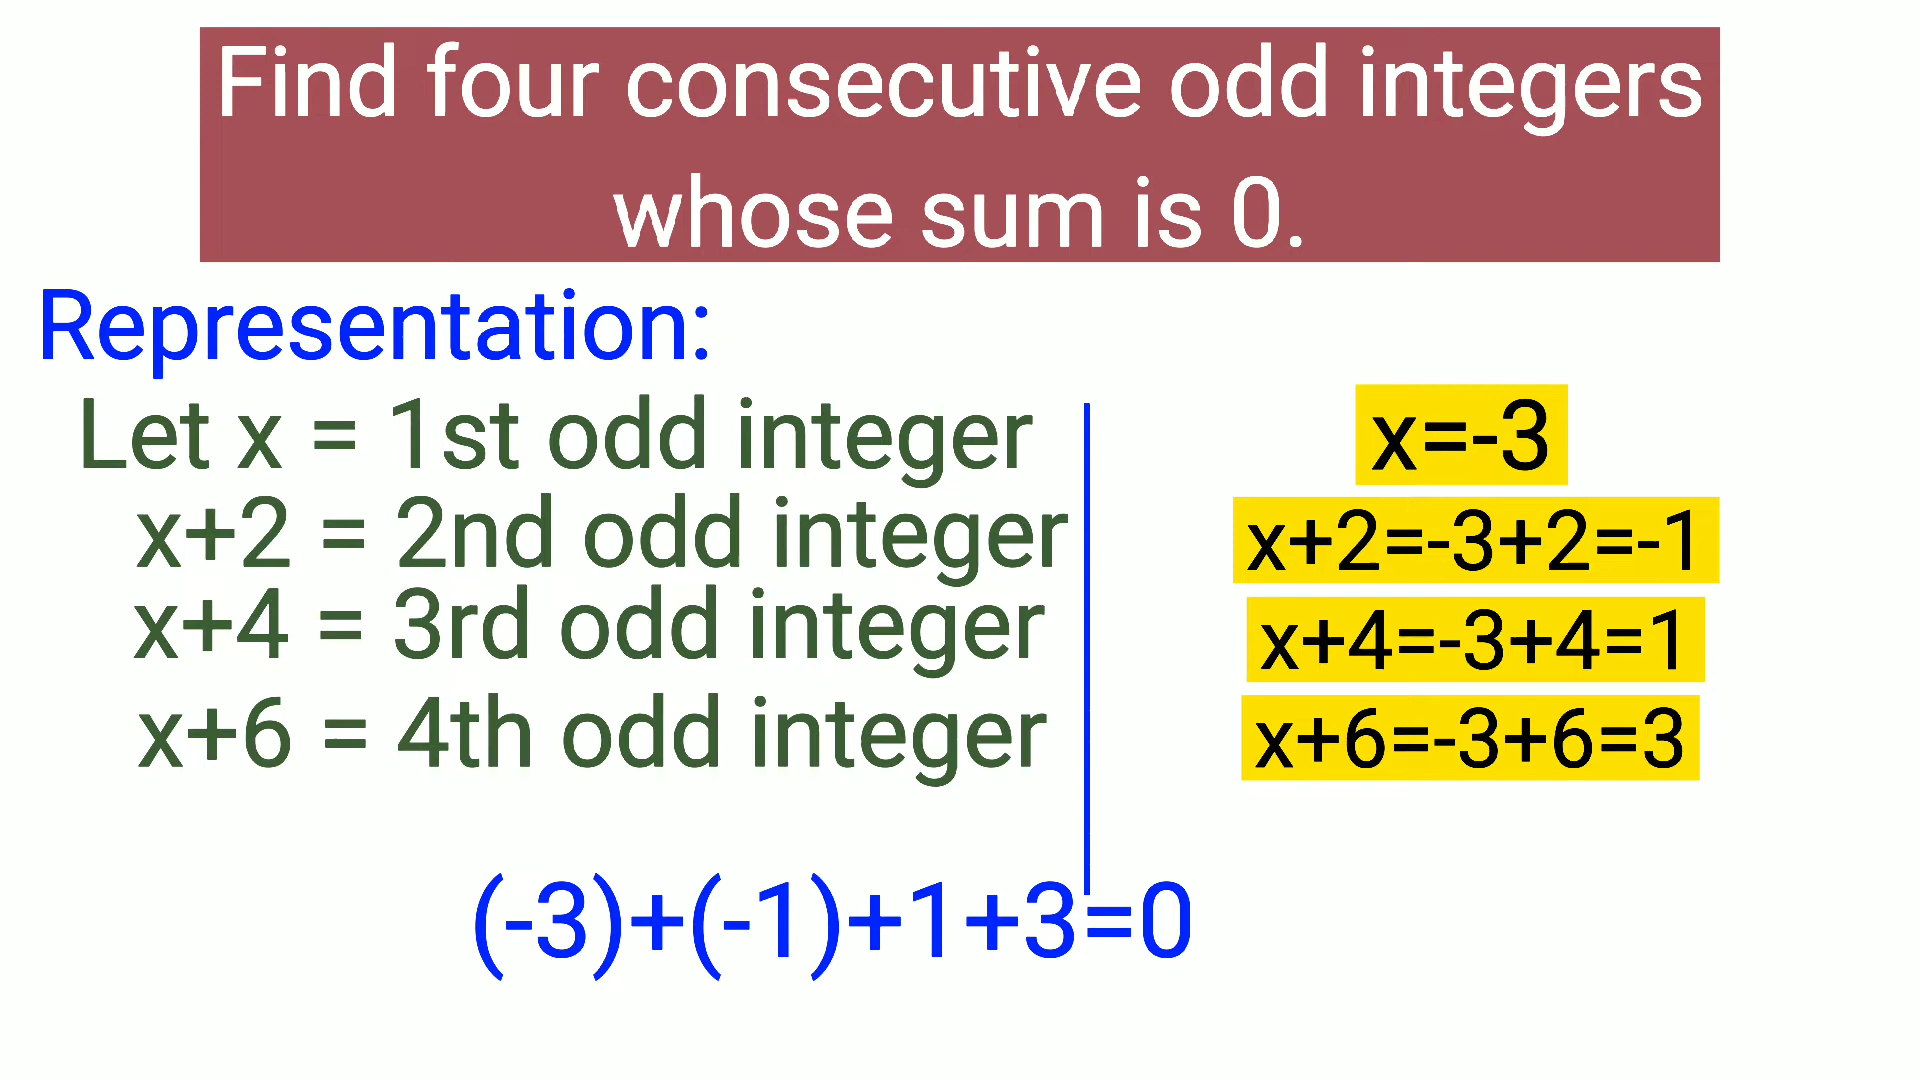 Find four consecutive odd integers
whose sum is 0.
Representation:
Let x = 1st odd integer
x+2 = 2nd odd integer
x+4 = 3rd odd integer
x+6 = 4th odd integer
x=-3
x+2=-3+2=-1
x+4=-3+4=1
x+6=-3+6=3
(-3)+(-1)+1+3=0